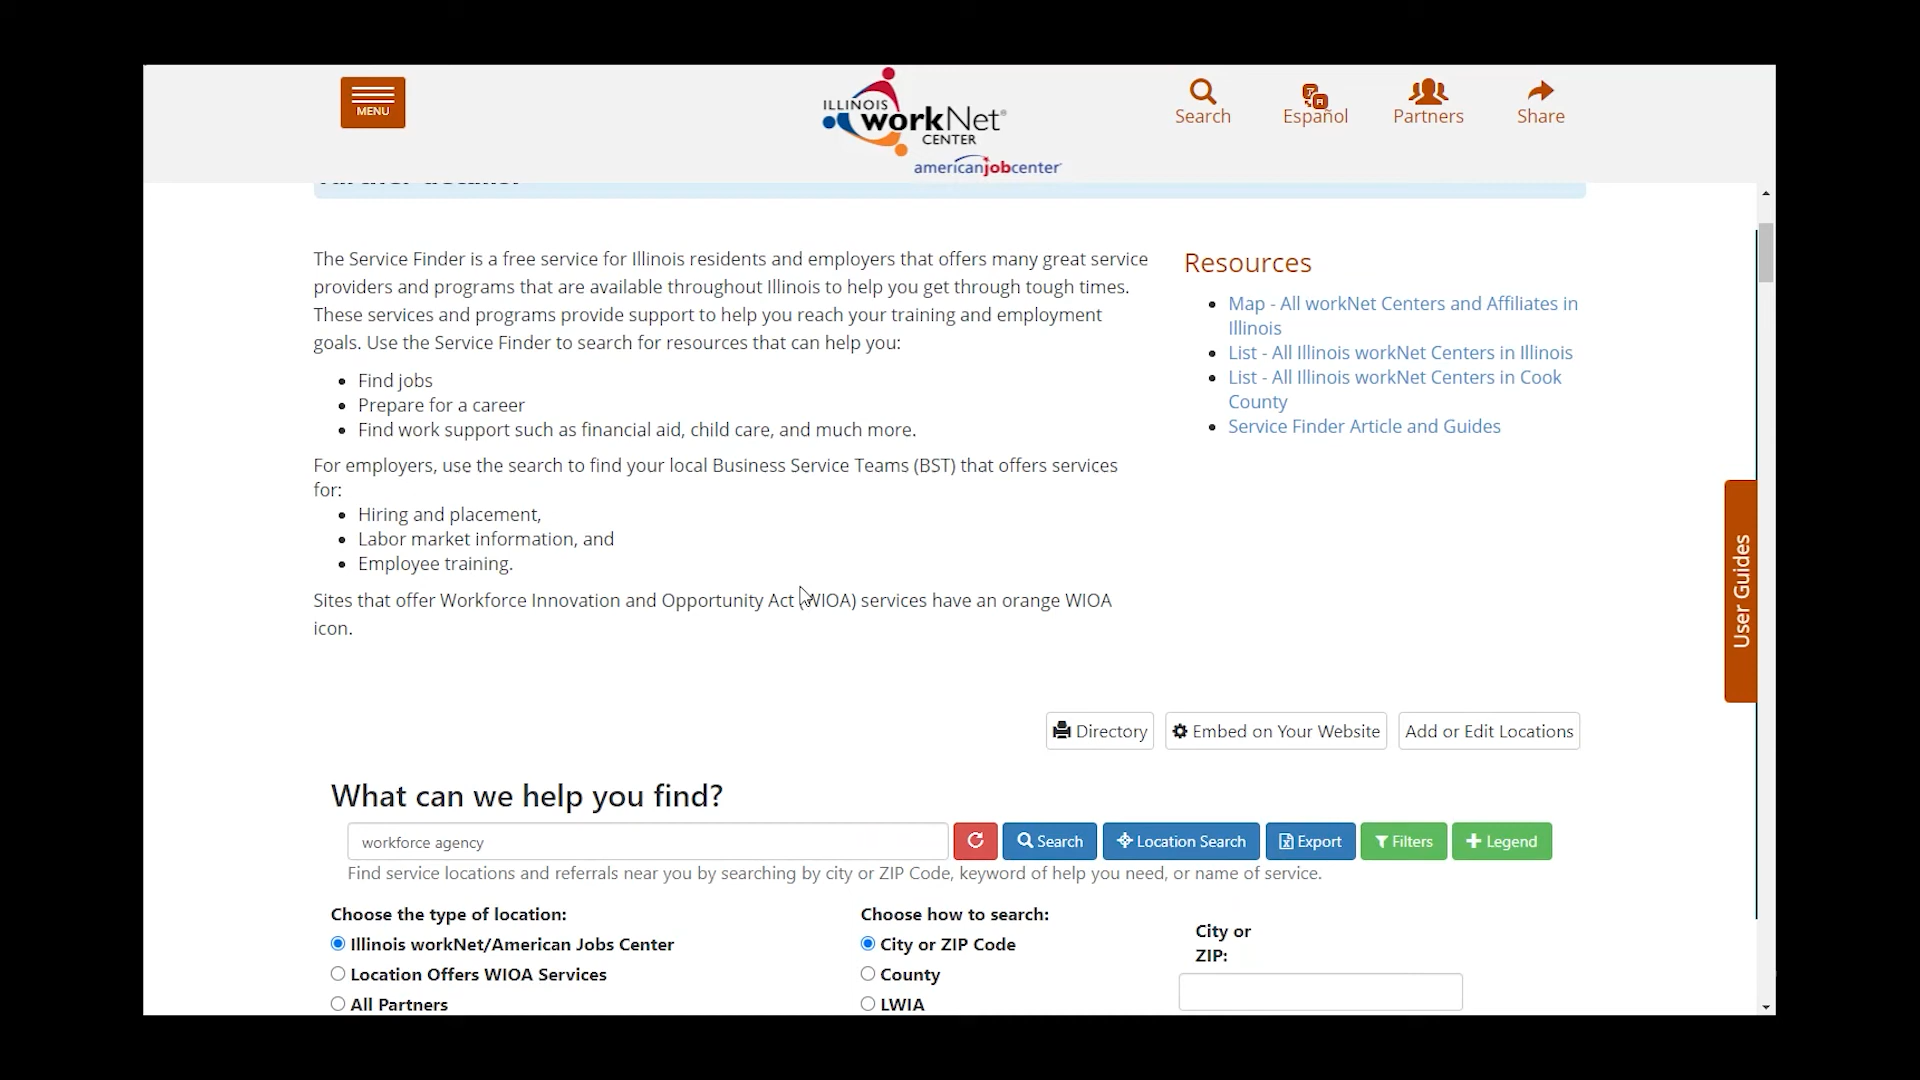 MENU
ILLINOIS
workNet®
CENTER
americanjobcenter
Search
Español
Partners
Share
The Service Finder is a free service for Illinois residents and employers that offers many great service
providers and programs that are available throughout Illinois to help you get through tough times.
These services and programs provide support to help you reach your training and employment
goals. Use the Service Finder to search for resources that can help you:
Find jobs
Prepare for a career
Find work support such as financial aid, child care, and much more.
For employers, use the search to find your local Business Service Teams (BST) that offers services
for:
Hiring and placement,
Labor market information, and
Employee training.
Sites that offer Workforce Innovation and Opportunity Act (WIOA) services have an orange WIOA
icon.
Resources
Map - All workNet Centers and Affiliates in
Illinois
List - All Illinois workNet Centers in Illinois
List - All Illinois workNet Centers in Cook
County
Service Finder Article and Guides
User Guides
Directory
Embed on Your Website
Add or Edit Locations
What can we help you find?
workforce agency
Search
Location Search
Export
Filters
Legend
Find service locations and referrals near you by searching by city or ZIP Code, keyword of help you need, or name of service.
Choose the type of location:
Illinois workNet/American Jobs Center
Location Offers WIOA Services
All Partners
Choose how to search:
City or ZIP Code
County
LWIA
City or
ZIP: